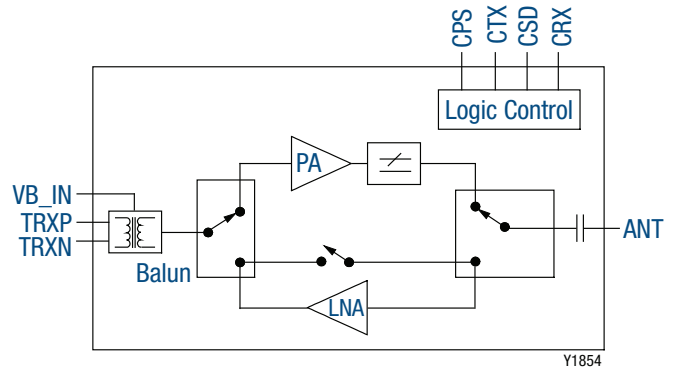 CPS
CTX
CSD
CRX
Logic Control
PA
VB_IN
TRXP
TRXN
Balun
ANT
LNA
Y1854